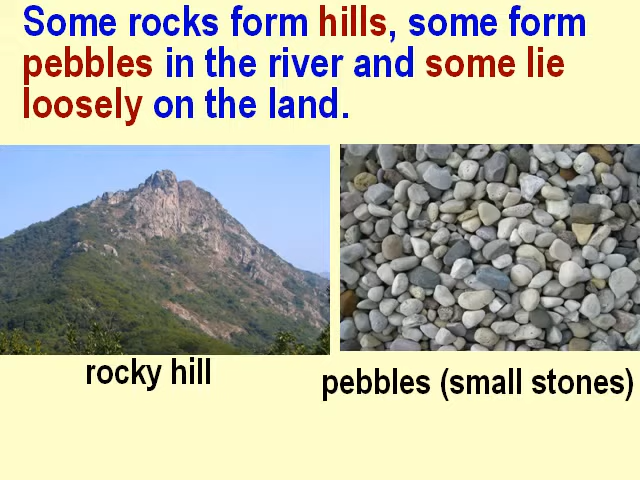 Some rocks form hills, some form
pebbles in the river and some lie
loosely on the land.
rocky hill
pebbles (small stones)